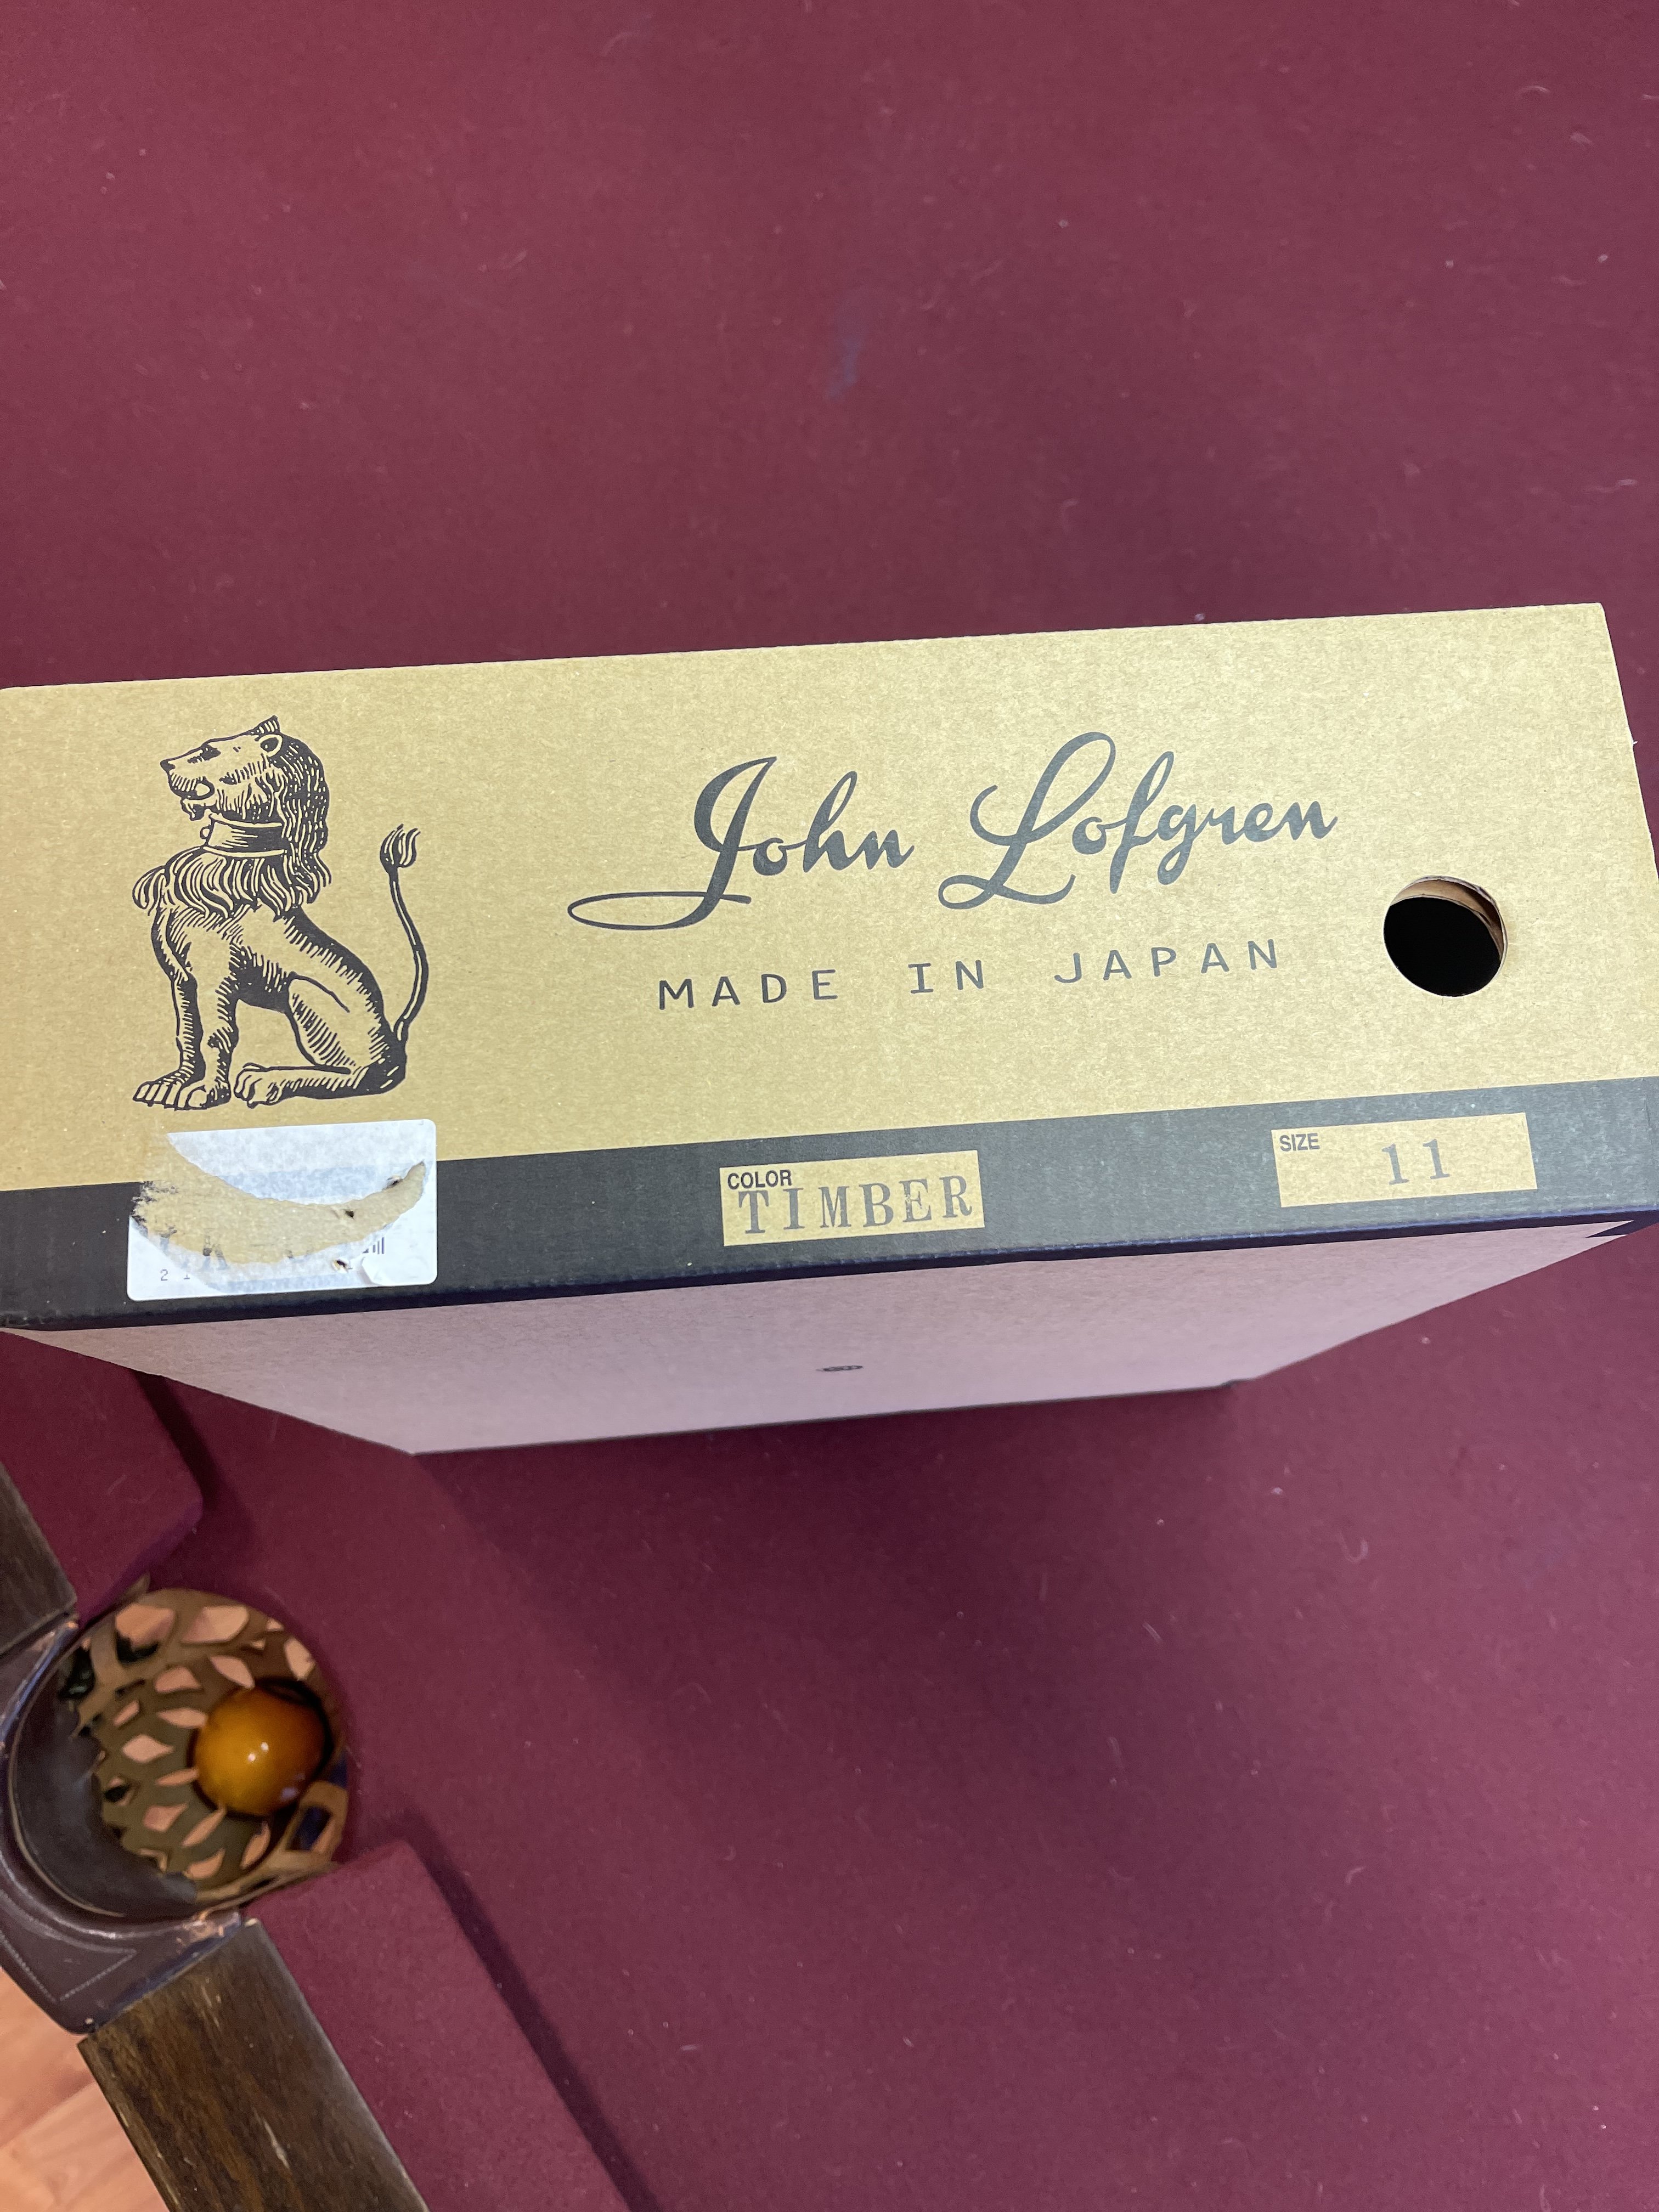 John Lofgren
MADE IN JAPAN
COLOR
TIMBER
SIZE
11